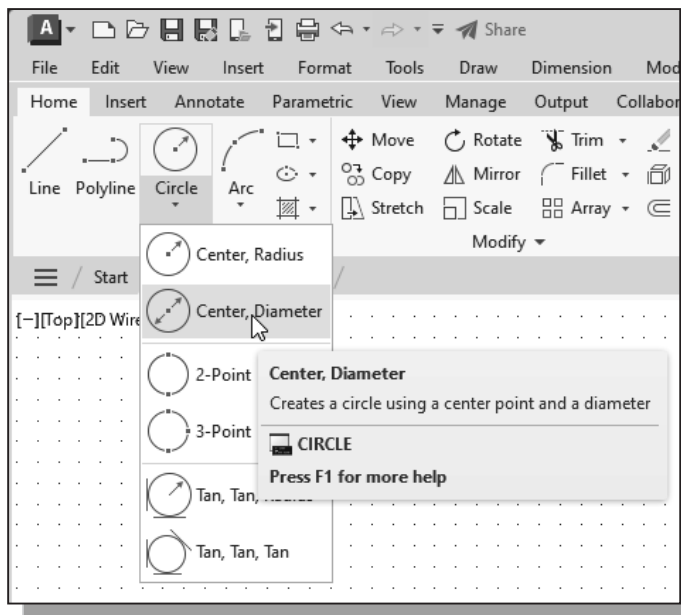 A Share
File Edit View Insert Format Tools Draw Dimension Mod
Home Insert Annotate Parametric View Manage Output Collabor
Line Polyline Circle Arc
Move Rotate Trim
Copy Mirror Fillet
Stretch Scale Array
Modify
Start
Center, Radius
[−][Top][2D Wire
Center, Diameter
2-Point
3-Point
Center, Diameter
Creates a circle using a center point and a diameter
CIRCLE
Press F1 for more help
Tan, Tan, Radius
Tan, Tan, Tan